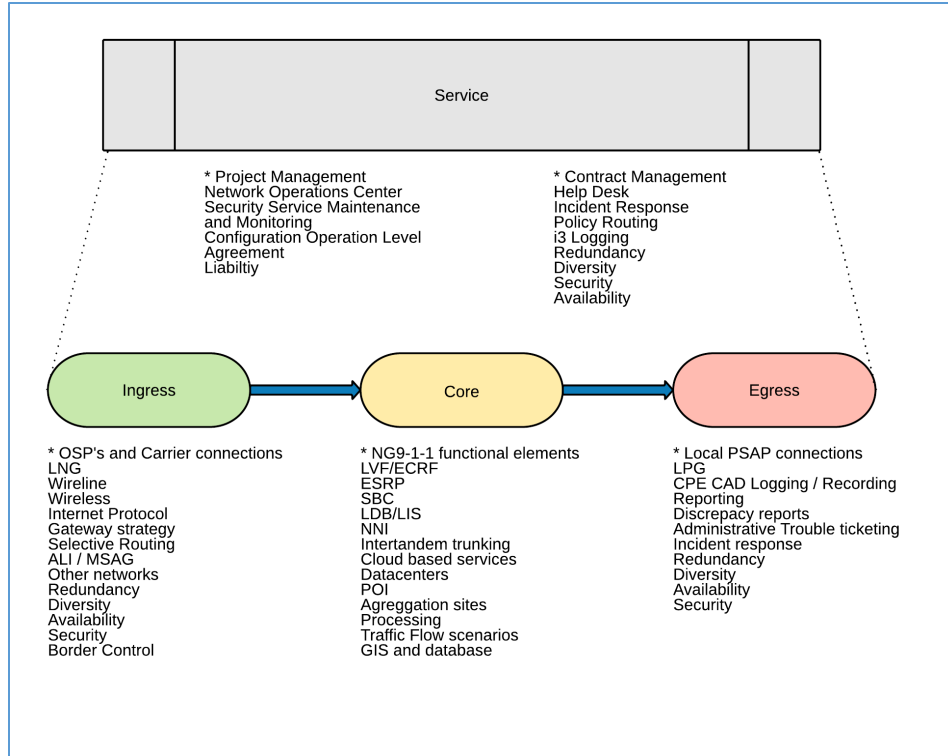 Service
* Project Management
Network Operations Center
Security Service Maintenance
and Monitoring
Configuration Operation Level
Agreement
Liabiltiy
* Contract Management
Help Desk
Incident Response
Policy Routing
i3 Logging
Redundancy
Diversity
Security
Availability
Ingress
Core
Egress
* OSP's and Carrier connections
LNG
Wireline
Wireless
Internet Protocol
Gateway strategy
Selective Routing
ALI / MSAG
Other networks
Redundancy
Diversity
Availability
Security
Border Control
* NG9-1-1 functional elements
LVF/ECRF
ESRP
SBC
LDB/LIS
NNI
Intertandem trunking
Cloud based services
Datacenters
POI
Agreggation sites
Processing
Traffic Flow scenarios
GIS and database
* Local PSAP connections
LPG
CPE CAD Logging / Recording
Reporting
Discrepacy reports
Administrative Trouble ticketing
Incident response
Redundancy
Diversity
Availability
Security